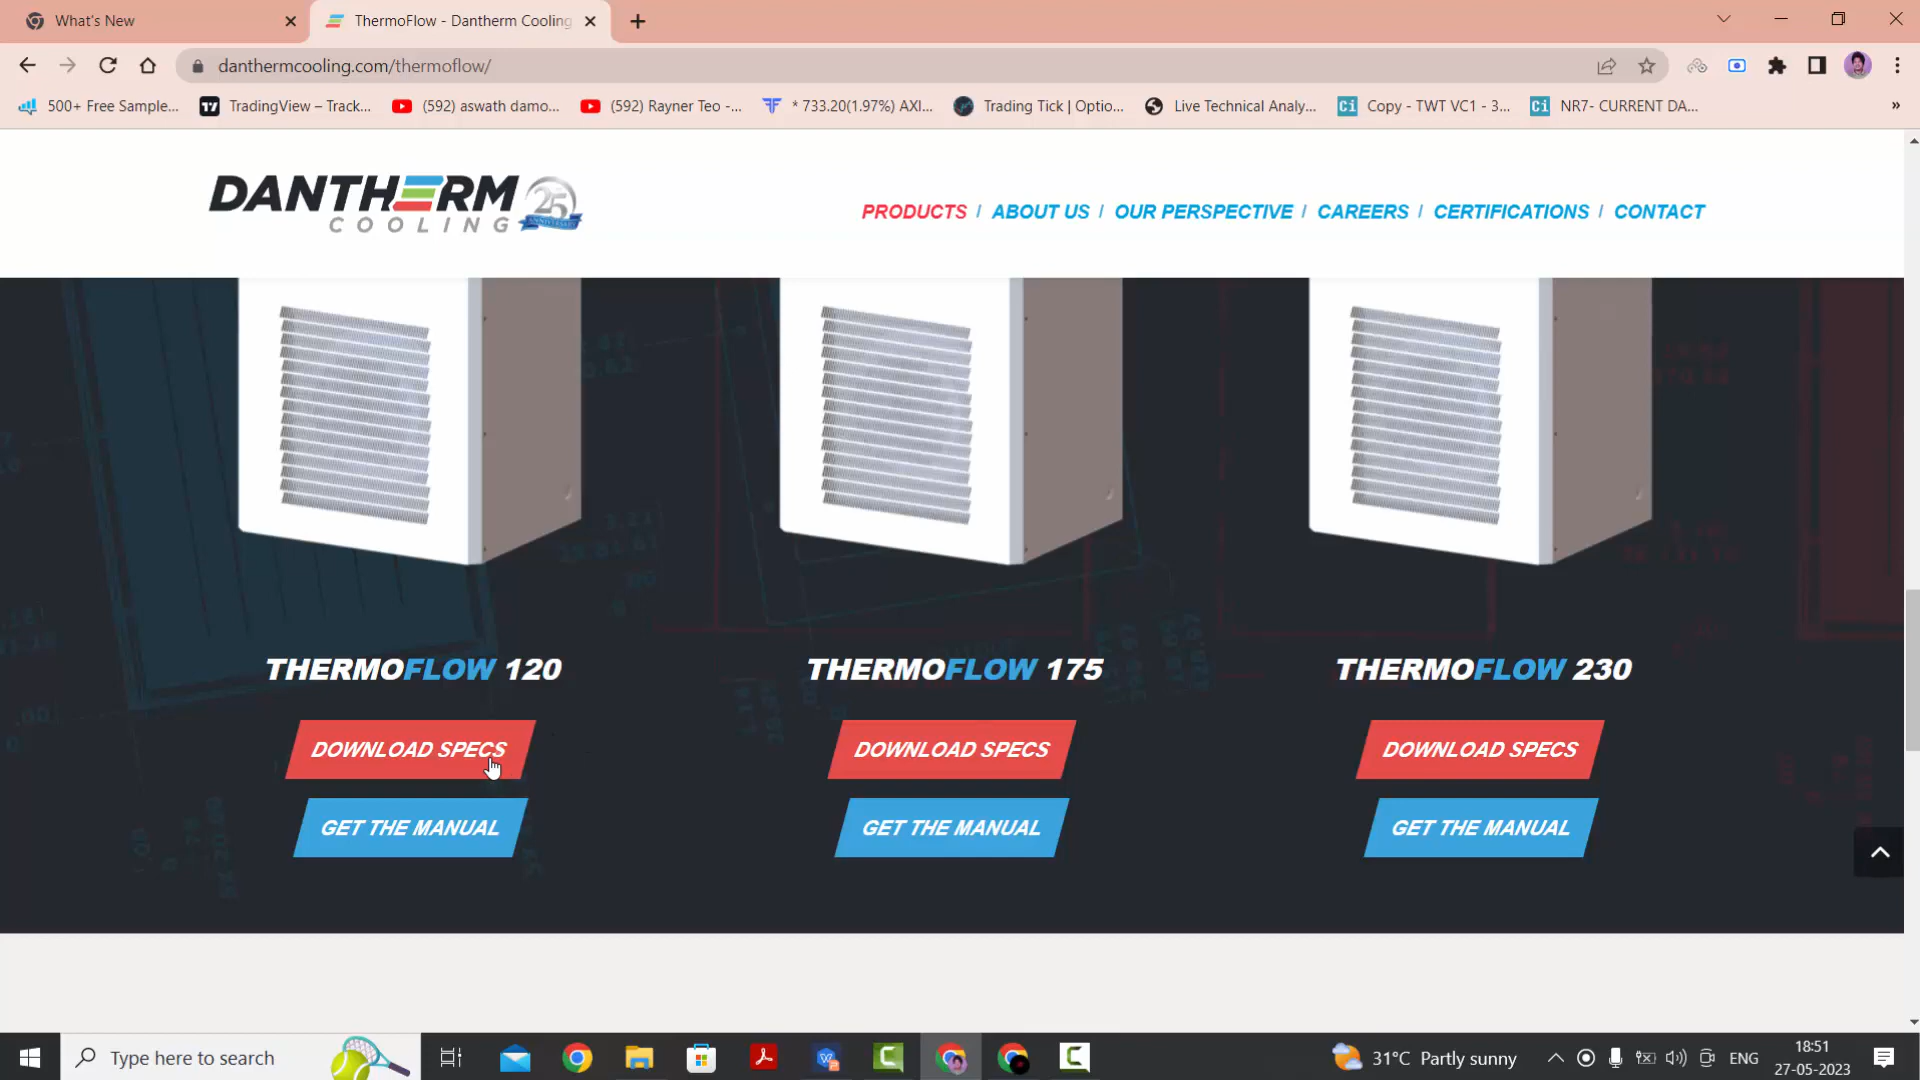 What's New
ThermoFlow - Dantherm Cooling
danthermcooling.com/thermoflow/
500+ Free Sample...
TradingView – Track...
(592) aswath damo...
(592) Rayner Teo -...
* 733.20(1.97%) AXI...
Trading Tick | Optio...
Live Technical Analy...
Ci
Copy - TWT VC1 - 3...
Ci
NR7- CURRENT DA...
»
DANTHERM
COOLING
25
ANNIVERSARY
PRODUCTS / ABOUT US / OUR PERSPECTIVE / CAREERS / CERTIFICATIONS / CONTACT
THERMOFLOW 120
THERMOFLOW 175
THERMOFLOW 230
DOWNLOAD SPECS
DOWNLOAD SPECS
DOWNLOAD SPECS
GET THE MANUAL
GET THE MANUAL
GET THE MANUAL
Type here to search
31°C Partly sunny
ENG
18:51
27-05-2023